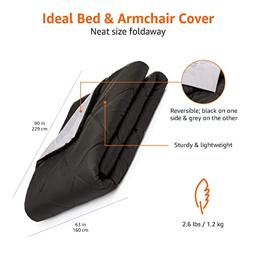 Ideal Bed & Armchair Cover
Neat size foldaway
90 in
229 cm
Reversible; black on one
side & grey on the other
Sturdy & lightweight
63 in
160 cm
2.6 lbs / 1.2 kg